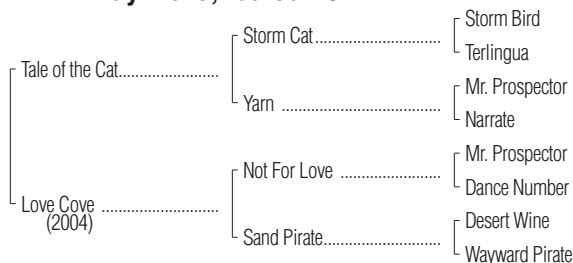 Storm Bird
Storm Cat
Terlingua
Tale of the Cat
Mr. Prospector
Yarn
Narrate
Mr. Prospector
Not For Love
Dance Number
Love Cove
(2004)
Desert Wine
Sand Pirate
Wayward Pirate